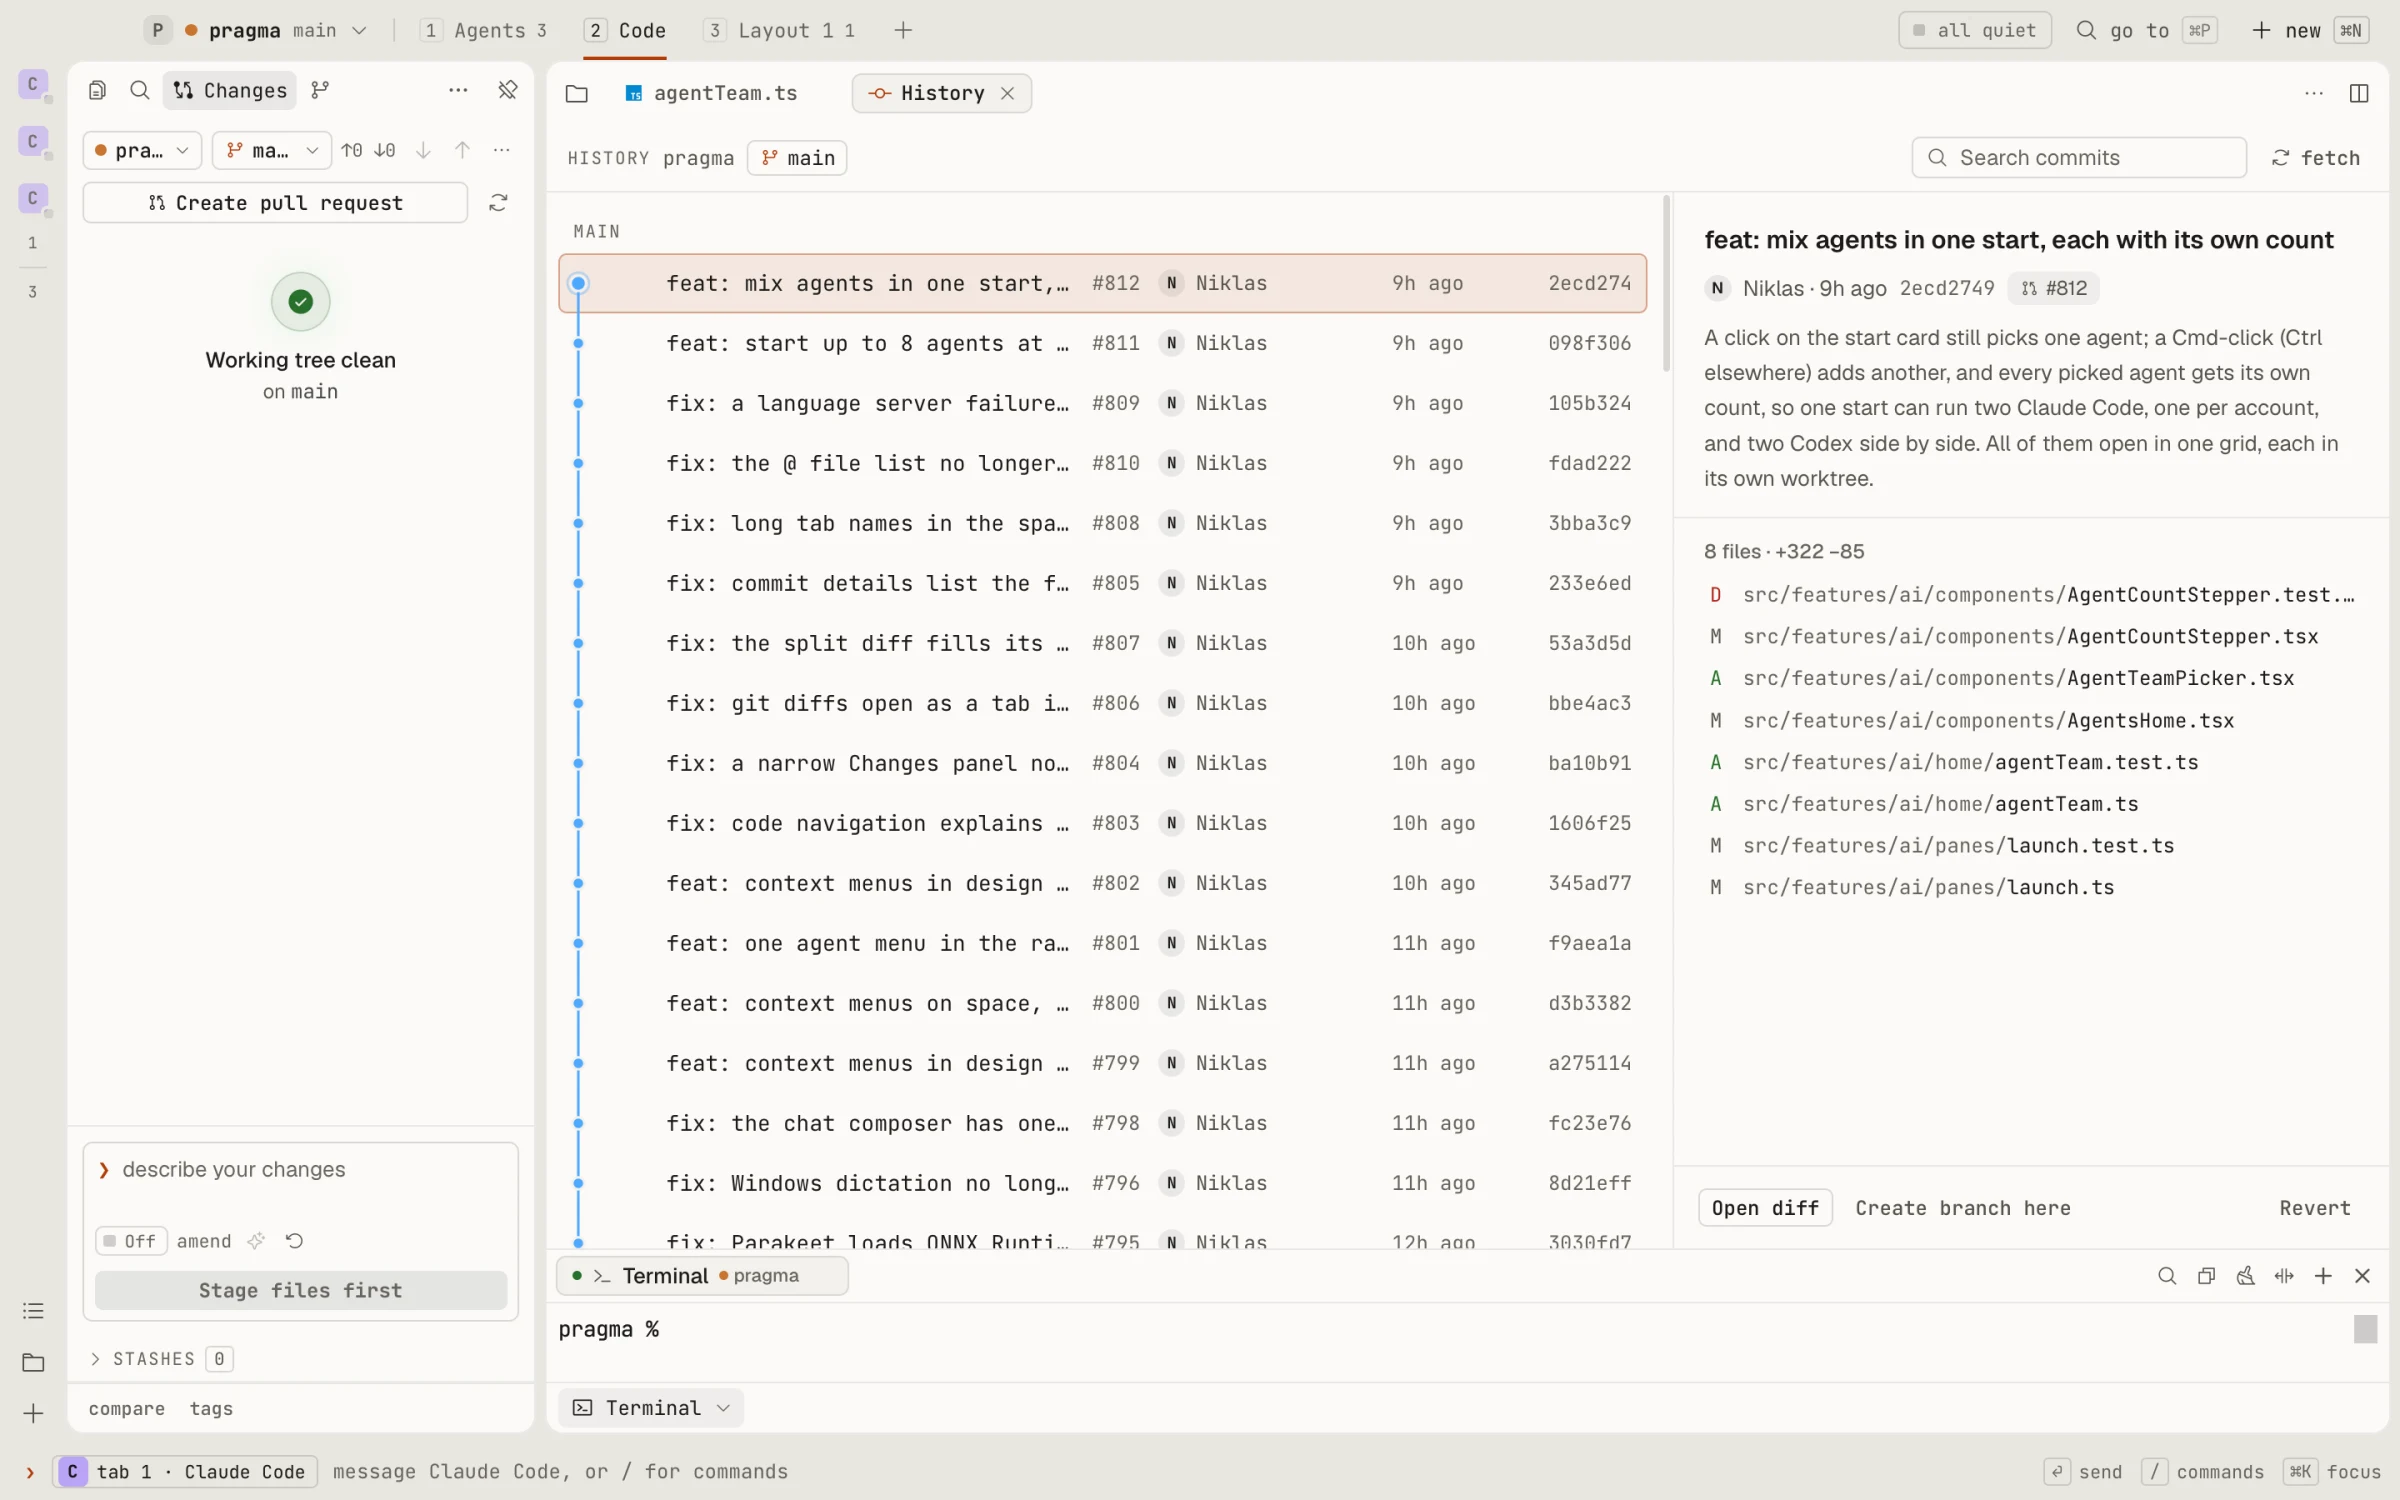 P pragma main 1 Agents 3 2 Code 3 Layout 1 1 all quiet go to ⌘P new ⌘N
C
C
C
1
3
Changes
pra… ma… ↑0 ↓0
Create pull request
Working tree clean
on main
describe your changes
Off amend
Stage files first
STASHES 0
compare tags
TS agentTeam.ts History
HISTORY pragma main Search commits fetch
MAIN
feat: mix agents in one start,… #812 N Niklas 9h ago 2ecd274
feat: start up to 8 agents at … #811 N Niklas 9h ago 098f306
fix: a language server failure… #809 N Niklas 9h ago 105b324
fix: the @ file list no longer… #810 N Niklas 9h ago fdad222
fix: long tab names in the spa… #808 N Niklas 9h ago 3bba3c9
fix: commit details list the f… #805 N Niklas 9h ago 233e6ed
fix: the split diff fills its … #807 N Niklas 10h ago 53a3d5d
fix: git diffs open as a tab i… #806 N Niklas 10h ago bbe4ac3
fix: a narrow Changes panel no… #804 N Niklas 10h ago ba10b91
fix: code navigation explains … #803 N Niklas 10h ago 1606f25
feat: context menus in design … #802 N Niklas 10h ago 345ad77
feat: one agent menu in the ra… #801 N Niklas 11h ago f9aea1a
feat: context menus on space, … #800 N Niklas 11h ago d3b3382
feat: context menus in design … #799 N Niklas 11h ago a275114
fix: the chat composer has one… #798 N Niklas 11h ago fc23e76
fix: Windows dictation no long… #796 N Niklas 11h ago 8d21eff
fix: Parakeet loads ONNX Runti… #795 N Niklas 12h ago 3030fd7
feat: mix agents in one start, each with its own count
N Niklas · 9h ago 2ecd2749 #812
A click on the start card still picks one agent; a Cmd-click (Ctrl
elsewhere) adds another, and every picked agent gets its own
count, so one start can run two Claude Code, one per account,
and two Codex side by side. All of them open in one grid, each in
its own worktree.
8 files · +322 −85
D src/features/ai/components/AgentCountStepper.test.…
M src/features/ai/components/AgentCountStepper.tsx
A src/features/ai/components/AgentTeamPicker.tsx
M src/features/ai/components/AgentsHome.tsx
A src/features/ai/home/agentTeam.test.ts
A src/features/ai/home/agentTeam.ts
M src/features/ai/panes/launch.test.ts
M src/features/ai/panes/launch.ts
Open diff Create branch here Revert
Terminal pragma
pragma %
Terminal
C tab 1 · Claude Code message Claude Code, or / for commands send / commands ⌘K focus